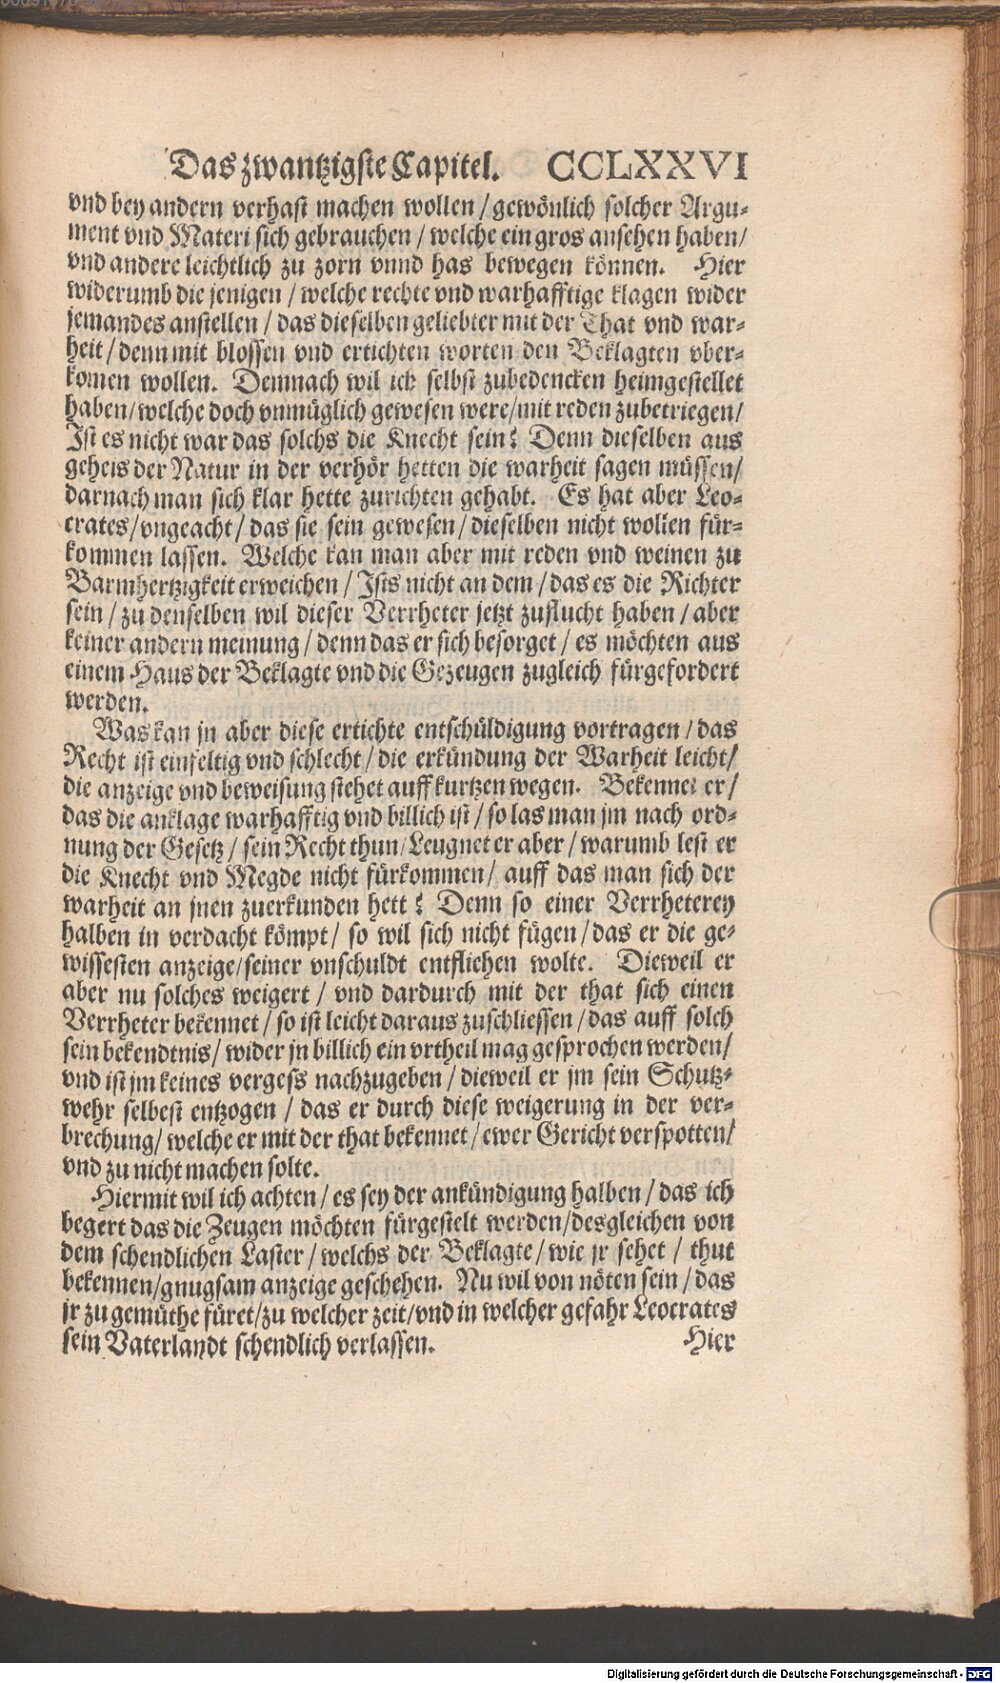 Das zwantzigste Capitel. CCLXXVI
vnd bey andern verhast machen wollen / gewönlich solcher Argu-
ment vnd Materi sich gebrauchen / welche ein gros ansehen haben /
vnd andere leichtlich zu zorn vnnd has bewegen können. Hier
widerumb die jenigen / welche rechte vnd warhafftige klagen wider
jemandes anstellen / das dieselben geliebter mit der That vnd war-
heit / denn mit blossen vnd ertichten worten den Beklagten vber-
komen wollen. Demnach wil ich selbst zubedencken heimgestellet
haben / welche doch vnmüglich gewesen were / mit reden zubetriegen /
Ist es nicht war das solchs die Knecht sein? Denn dieselben aus
geheis der Natur in der verhör hetten die warheit sagen müssen /
darnach man sich klar hette zurichten gehabt. Es hat aber Leo-
crates / vngeacht / das sie sein gewesen / dieselben nicht wollen für-
kommen lassen. Welche kan man aber mit reden vnd weinen zu
Barmhertzigkeit erweichen / Ists nicht an dem / das es die Richter
sein / zu denselben wil dieser Verrheter jetzt zuflucht haben / aber
keiner andern meinung / denn das er sich besorget / es möchten aus
einem Haus der Beklagte vnd die Gezeugen zugleich fürgefordert
werden.
Was kan jn aber diese ertichte entschüldigung vortragen / das
Recht ist einfeltig vnd schlecht / die erkündung der Warheit leicht /
die anzeige vnd beweisung stehet auff kurtzen wegen. Bekennet er /
das die anklage warhafftig vnd billich ist / so las man jm nach ord-
nung der Gesetz / sein Recht thun / Leugnet er aber / warumb lest er
die Knecht vnd Megde nicht fürkommen / auff das man sich der
warheit an jnen zuerkunden hett? Denn so einer Verrheterey
halben in verdacht kömpt / so wil sich nicht fügen / das er die ge-
wissesten anzeige / seiner vnschuldt entfliehen wolte. Dieweil er
aber nu solches weigert / vnd dardurch mit der that sich einen
Verrheter bekennet / so ist leicht daraus zuschliessen / das auff solch
sein bekendtnis / wider jn billich ein vrtheil mag gesprochen werden /
vnd ist jm keines vergess nachzugeben / dieweil er jm sein Schutz-
wehr selbest entzogen / das er durch diese weigerung in der ver-
brechung / welche er mit der that bekennet / ewer Gericht verspotten /
vnd zu nicht machen solte.
Hiermit wil ich achten / es sey der ankündigung halben / das ich
begert das die Zeugen möchten fürgestelt werden / desgleichen von
dem schendlichen Laster / welchs der Beklagte / wie jr sehet / thut
bekennen / gnugsam anzeige geschehen. Nu wil von nöten sein / das
jr zu gemüthe füret / zu welcher zeit / vnd in welcher gefahr Leocrates
sein Vaterlandt schendlich verlassen. Hier
Digitalisierung gefördert durch die Deutsche Forschungsgemeinschaft - DFG